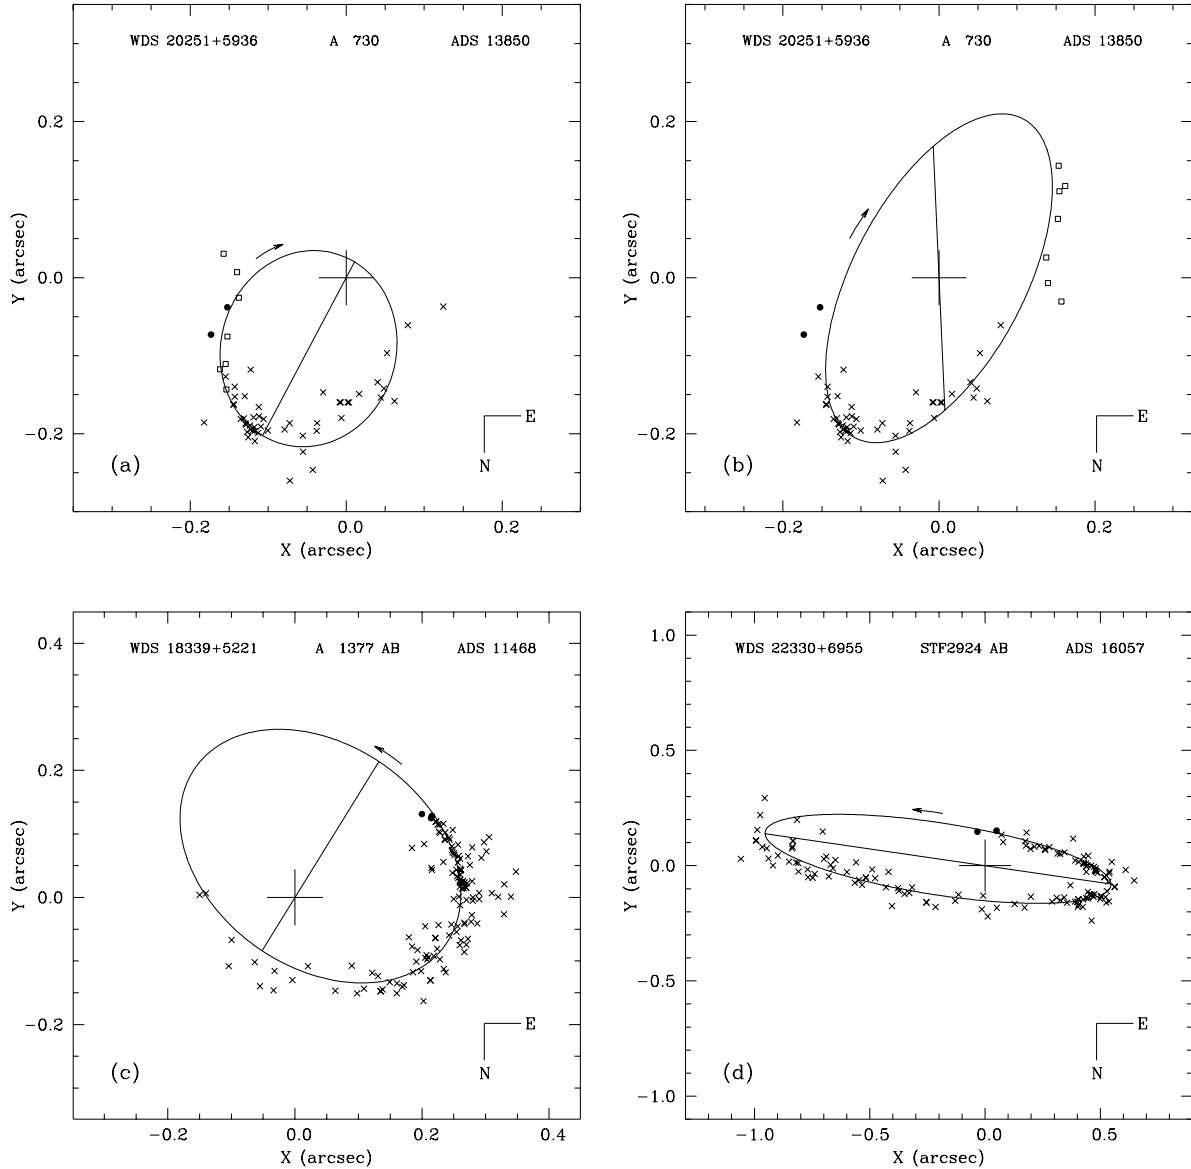 WDS 20251+5936 A 730 ADS 13850
0.2
0.0
−0.2
Y (arcsec)
E
N
(a)
−0.2 0.0 0.2
X (arcsec)
WDS 20251+5936 A 730 ADS 13850
0.2
0.0
−0.2
Y (arcsec)
E
N
(b)
−0.2 0.0 0.2
X (arcsec)
WDS 18339+5221 A 1377 AB ADS 11468
0.4
0.2
0.0
−0.2
Y (arcsec)
E
N
(c)
−0.2 0.0 0.2 0.4
X (arcsec)
WDS 22330+6955 STF2924 AB ADS 16057
1.0
0.5
0.0
−0.5
−1.0
Y (arcsec)
E
N
(d)
−1.0 −0.5 0.0 0.5
X (arcsec)